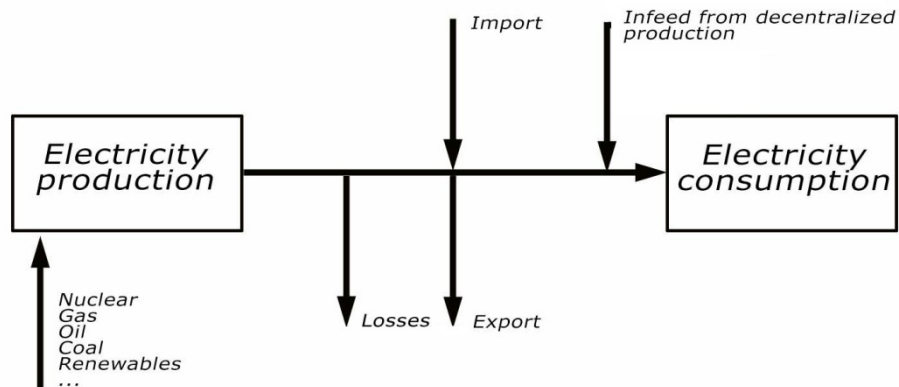 Import
Infeed from decentralized
production
Electricity
production
Electricity
consumption
Nuclear
Gas
Oil
Coal
Renewables
...
Losses
Export